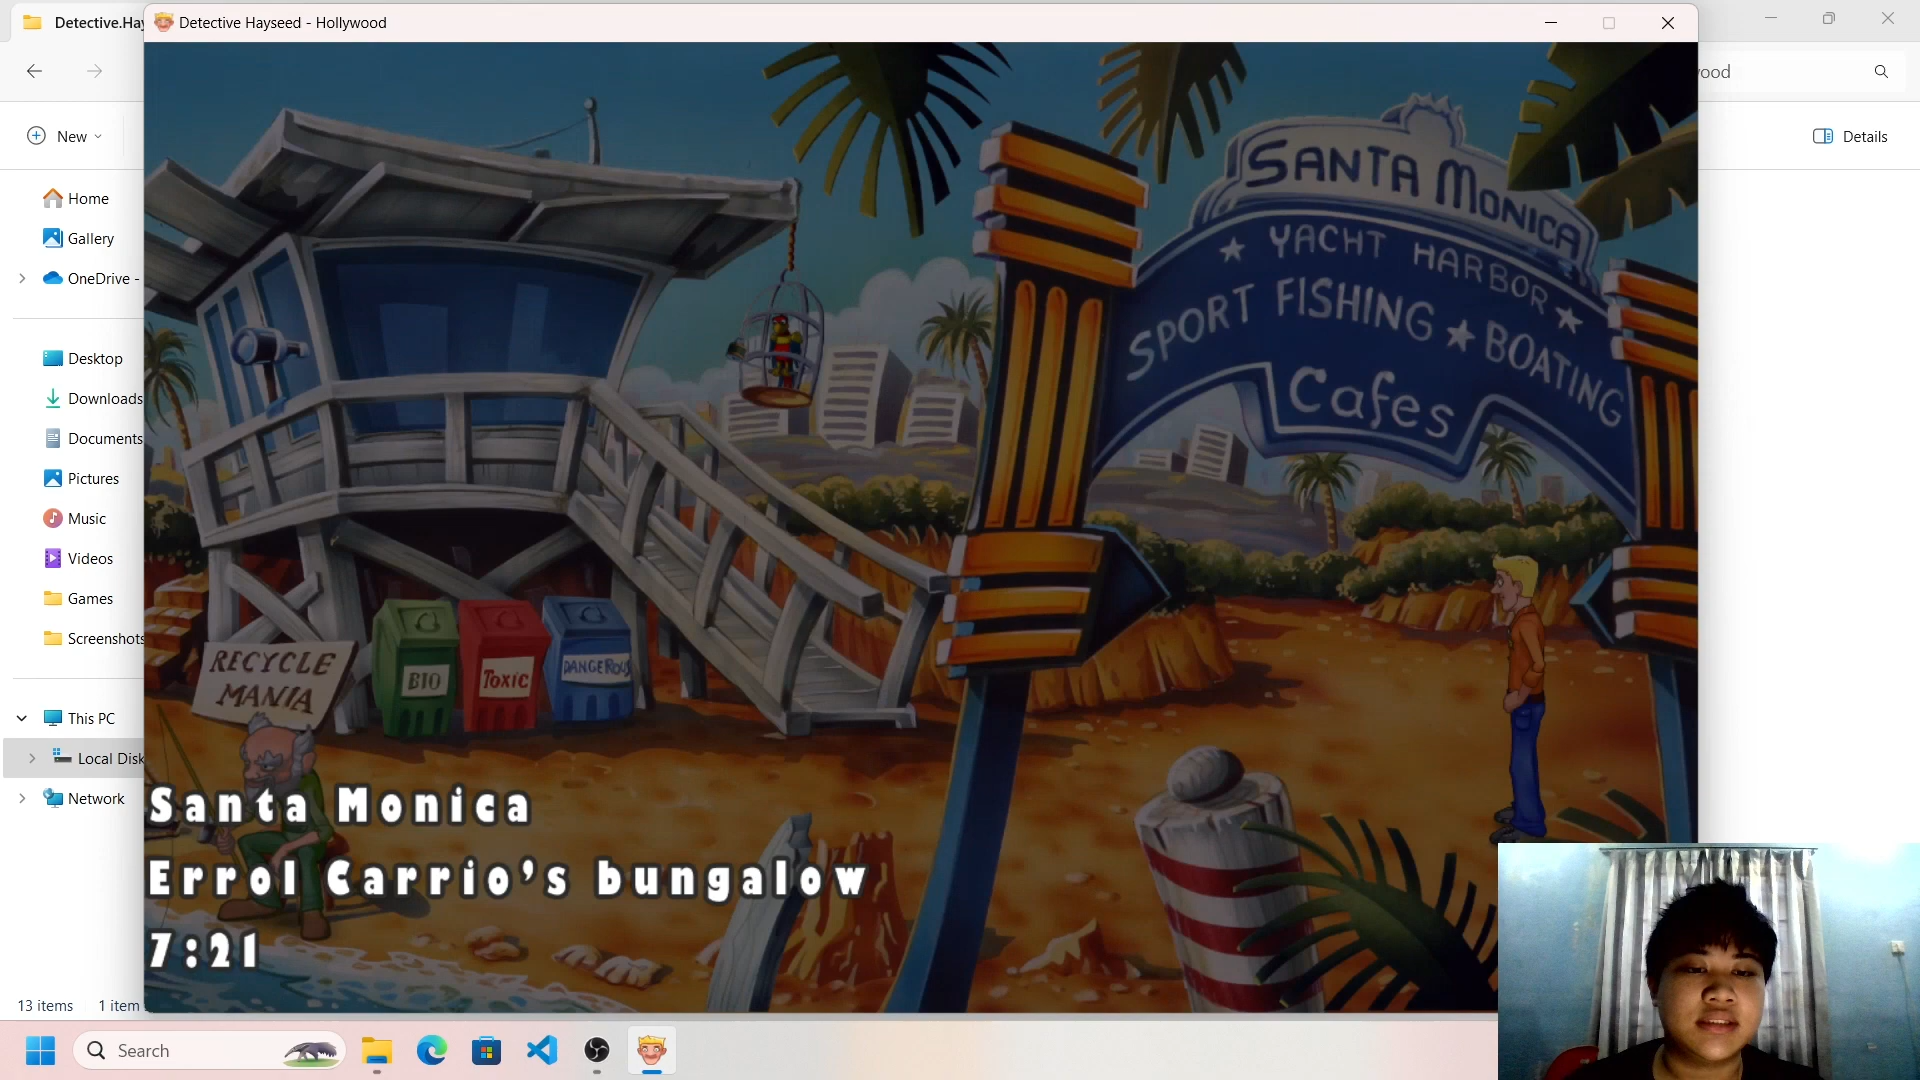 Detective.Hay
Detective Hayseed - Hollywood
ood
New
Details
Home
Gallery
OneDrive -
Desktop
Downloads
Documents
Pictures
Music
Videos
Games
Screenshots
This PC
Local Disk
Network
SANTA MONICA
YACHT HARBOR
SPORT FISHING ★ BOATING
Cafes
RECYCLE
MANIA
BIO
TOXIC
DANGEROUS
Santa Monica
Errol Carrio's bungalow
7:21
13 items
1 item
Search